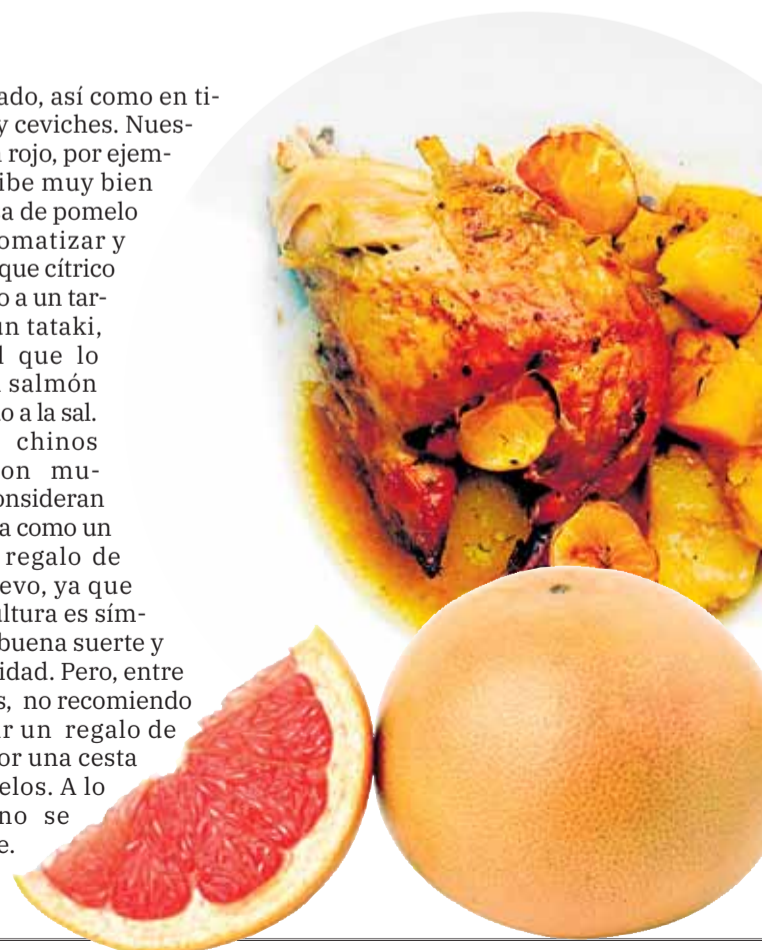 ado, así como en ti-
y ceviches. Nues-
rojo, por ejem-
ibe muy bien
a de pomelo
omatizar y
que cítrico
o a un tar-
un tataki,
que lo
salmón
o a la sal.
chinos
on mu-
onsideran
a como un
regalo de
evo, ya que
ultura es sím-
buena suerte y
idad. Pero, entre
s, no recomiendo
r un regalo de
or una cesta
elos. A lo
no se
e.